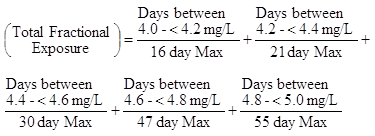 (Total Fractional Exposure) = Days between 4.0 - < 4.2 mg/L / 16 day Max + Days between 4.2 - < 4.4 mg/L / 21 day Max +
Days between 4.4 - < 4.6 mg/L / 30 day Max + Days between 4.6 - < 4.8 mg/L / 47 day Max + Days between 4.8 - < 5.0 mg/L / 55 day Max